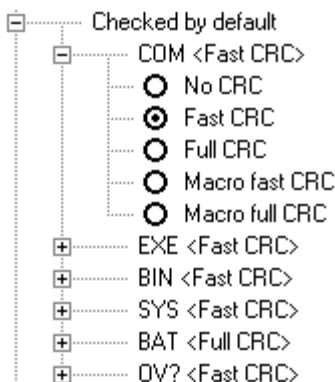 Checked by default
COM <Fast CRC>
No CRC
Fast CRC
Full CRC
Macro fast CRC
Macro full CRC
EXE <Fast CRC>
BIN <Fast CRC>
SYS <Fast CRC>
BAT <Full CRC>
OV? <Fast CRC>